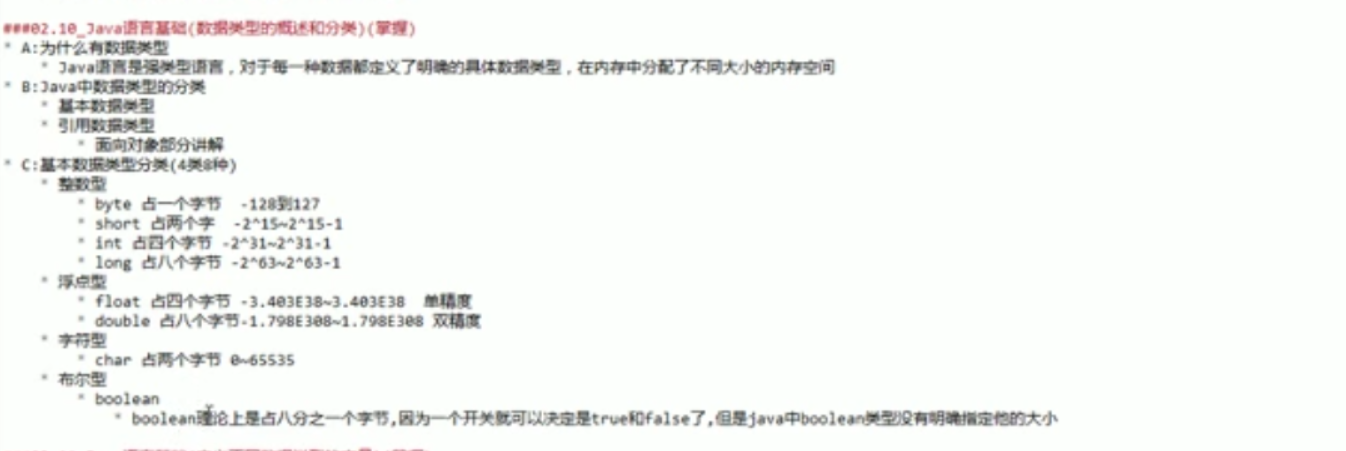 ###02.10_Java语言基础(数据类型的概述和分类)(掌握)
* A:为什么有数据类型
* Java语言是强类型语言，对于每一种数据都定义了明确的具体数据类型，在内存中分配了不同大小的内存空间
* B:Java中数据类型的分类
* 基本数据类型
* 引用数据类型
* 面向对象部分讲解
* C:基本数据类型分类(4类8种)
* 整数型
* byte 占一个字节  -128到127
* short 占两个字  -2^15~2^15-1
* int 占四个字节 -2^31~2^31-1
* long 占八个字节 -2^63~2^63-1
* 浮点型
* float 占四个字节 -3.403E38~3.403E38  单精度
* double 占八个字节-1.798E308~1.798E308 双精度
* 字符型
* char 占两个字节 0~65535
* 布尔型
* boolean
* boolean理论上是占八分之一个字节,因为一个开关就可以决定是true和false了,但是java中boolean类型没有明确指定他的大小